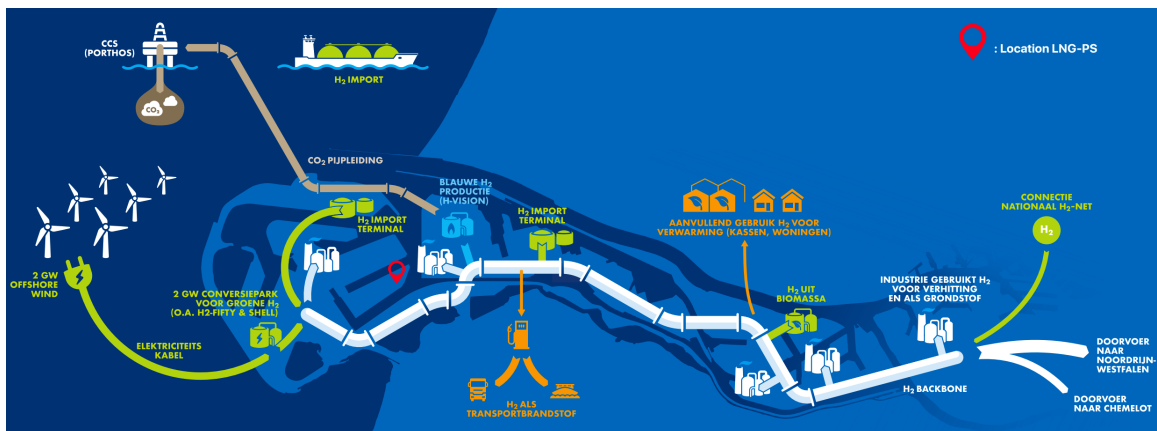 CCS
(PORTHOS)
CO₂
H₂ IMPORT
: Location LNG-PS
CO₂ PIJPLEIDING
BLAUWE H₂
PRODUCTIE
(H-VISION)
H₂ IMPORT
TERMINAL
H₂ IMPORT
TERMINAL
AANVULLEND GEBRUIK H₂ VOOR
VERWARMING (KASSEN, WONINGEN)
CONNECTIE
NATIONAAL H₂-NET
H₂
2 GW
OFFSHORE
WIND
2 GW CONVERSIEPARK
VOOR GROENE H₂
(O.A. H2-FIFTY & SHELL)
ELEKTRICITEITS
KABEL
H₂ UIT
BIOMASSA
INDUSTRIE GEBRUIKT H₂
VOOR VERHITTING
EN ALS GRONDSTOF
H₂ ALS
TRANSPORTBRANDSTOF
H₂ BACKBONE
DOORVOER
NAAR
NOORDRIJN-
WESTFALEN
DOORVOER
NAAR CHEMELOT